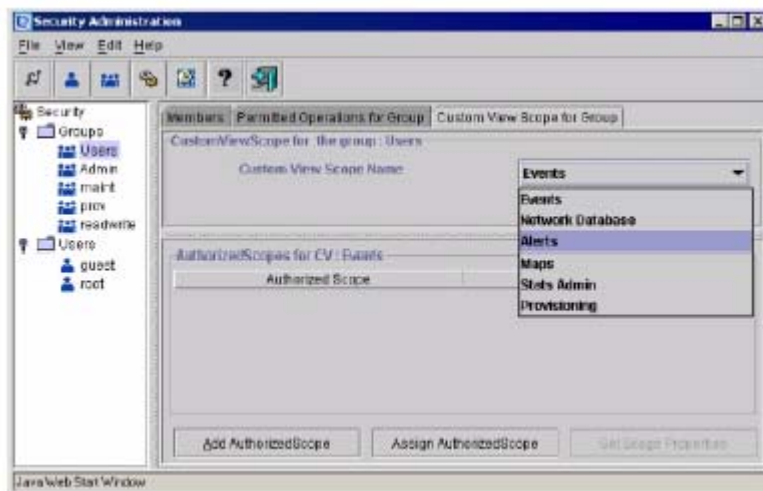 Security Administration
File View Edit Help
Security
Groups
Users
Admin
maint
prov
readwrite
Users
guest
root
Members
Permitted Operations for Group
Custom View Scope for Group
CustomViewScope for the group : Users
Custom View Scope Name
Events
Events
Network Database
Alerts
Maps
Stats Admin
Provisioning
AuthorizedScopes for CV : Events
Authorized Scope
Add AuthorizedScope
Assign AuthorizedScope
Get Scope Properties
Java Web Start Window